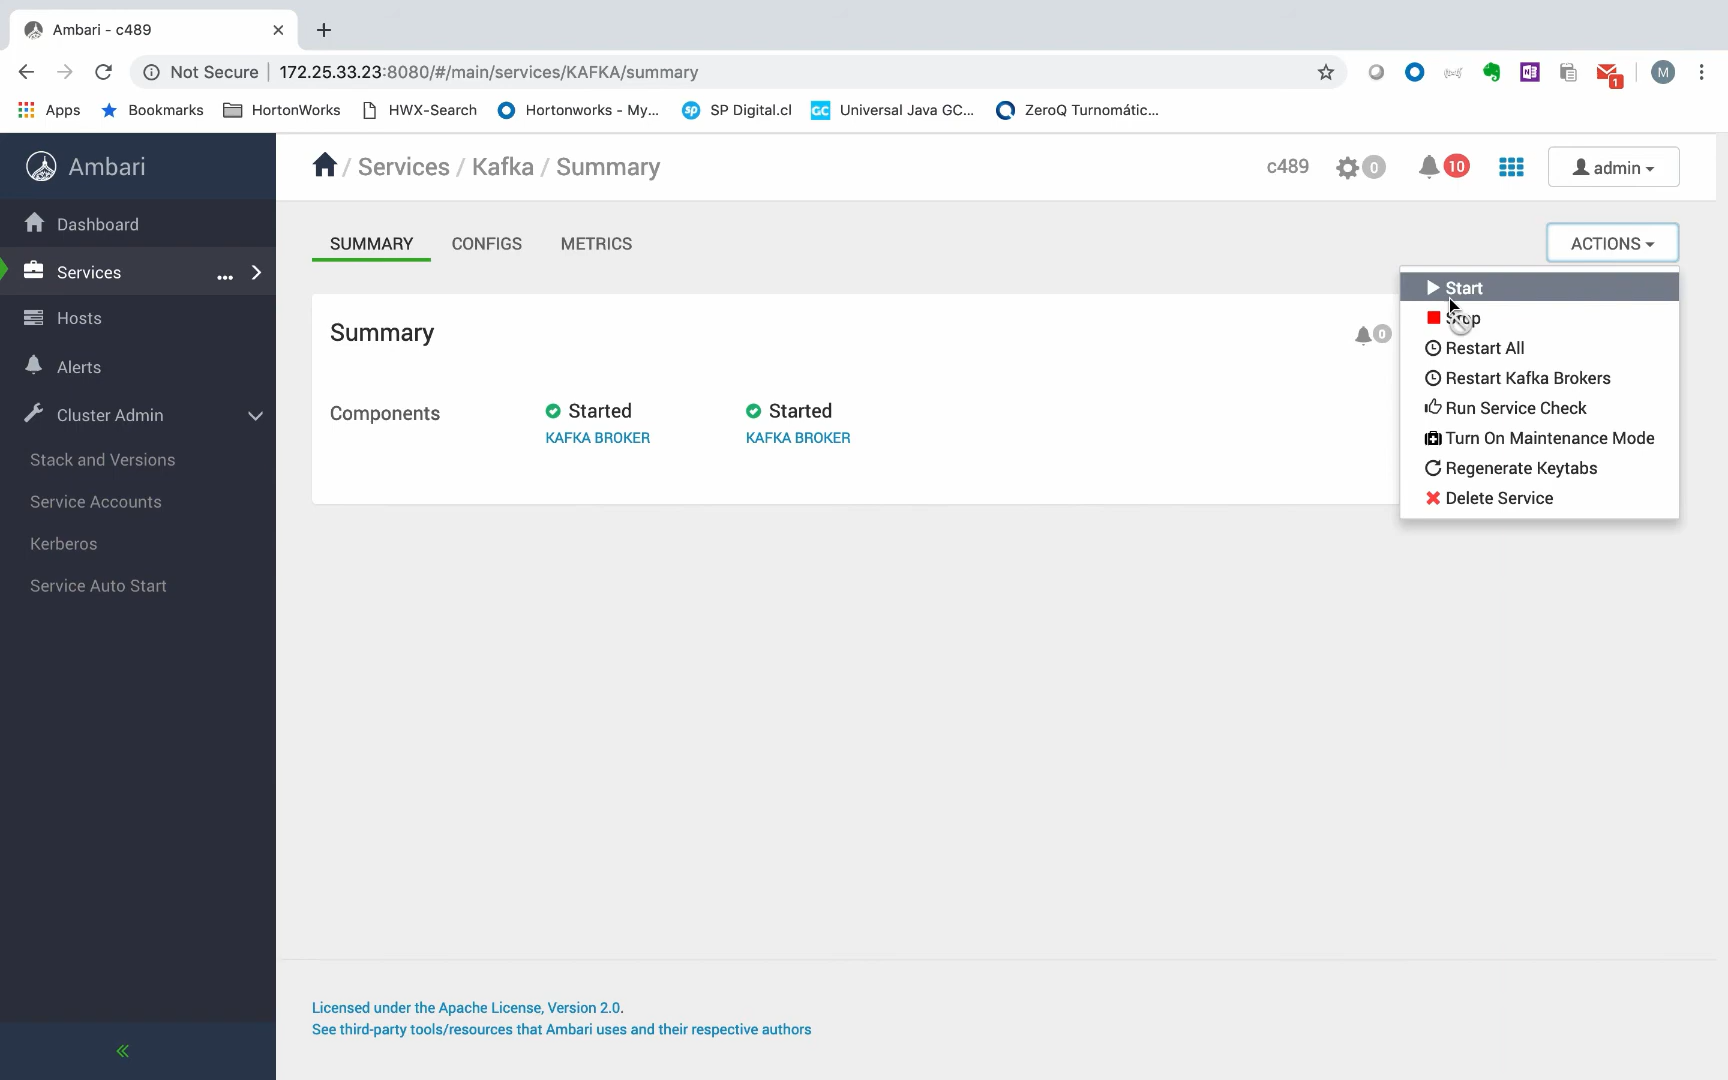 Ambari - c489
Not Secure 172.25.33.23:8080/#/main/services/KAFKA/summary
1
M
Apps Bookmarks HortonWorks HWX-Search Hortonworks - My... sp SP Digital.cl GC Universal Java GC... ZeroQ Turnomátic...
Ambari
/ Services / Kafka / Summary
c489 0 10 admin
Dashboard
Services ...
Hosts
Alerts
Cluster Admin
Stack and Versions
Service Accounts
Kerberos
Service Auto Start
SUMMARY CONFIGS METRICS
ACTIONS
Start
Stop
Restart All
Restart Kafka Brokers
Run Service Check
Turn On Maintenance Mode
Regenerate Keytabs
Delete Service
Summary
0
Components
Started
KAFKA BROKER
Started
KAFKA BROKER
Licensed under the Apache License, Version 2.0.
See third-party tools/resources that Ambari uses and their respective authors